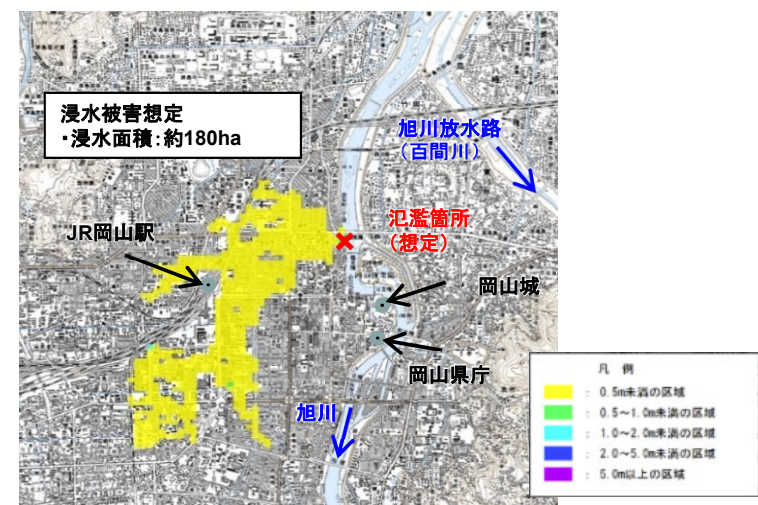 浸水被害想定
・浸水面積：約180ha
旭川放水路
（百間川）
氾濫箇所
（想定）
JR岡山駅
岡山城
岡山県庁
旭川
凡 例
： 0.5m未満の区域
： 0.5～1.0m未満の区域
： 1.0～2.0m未満の区域
： 2.0～5.0m未満の区域
： 5.0m以上の区域